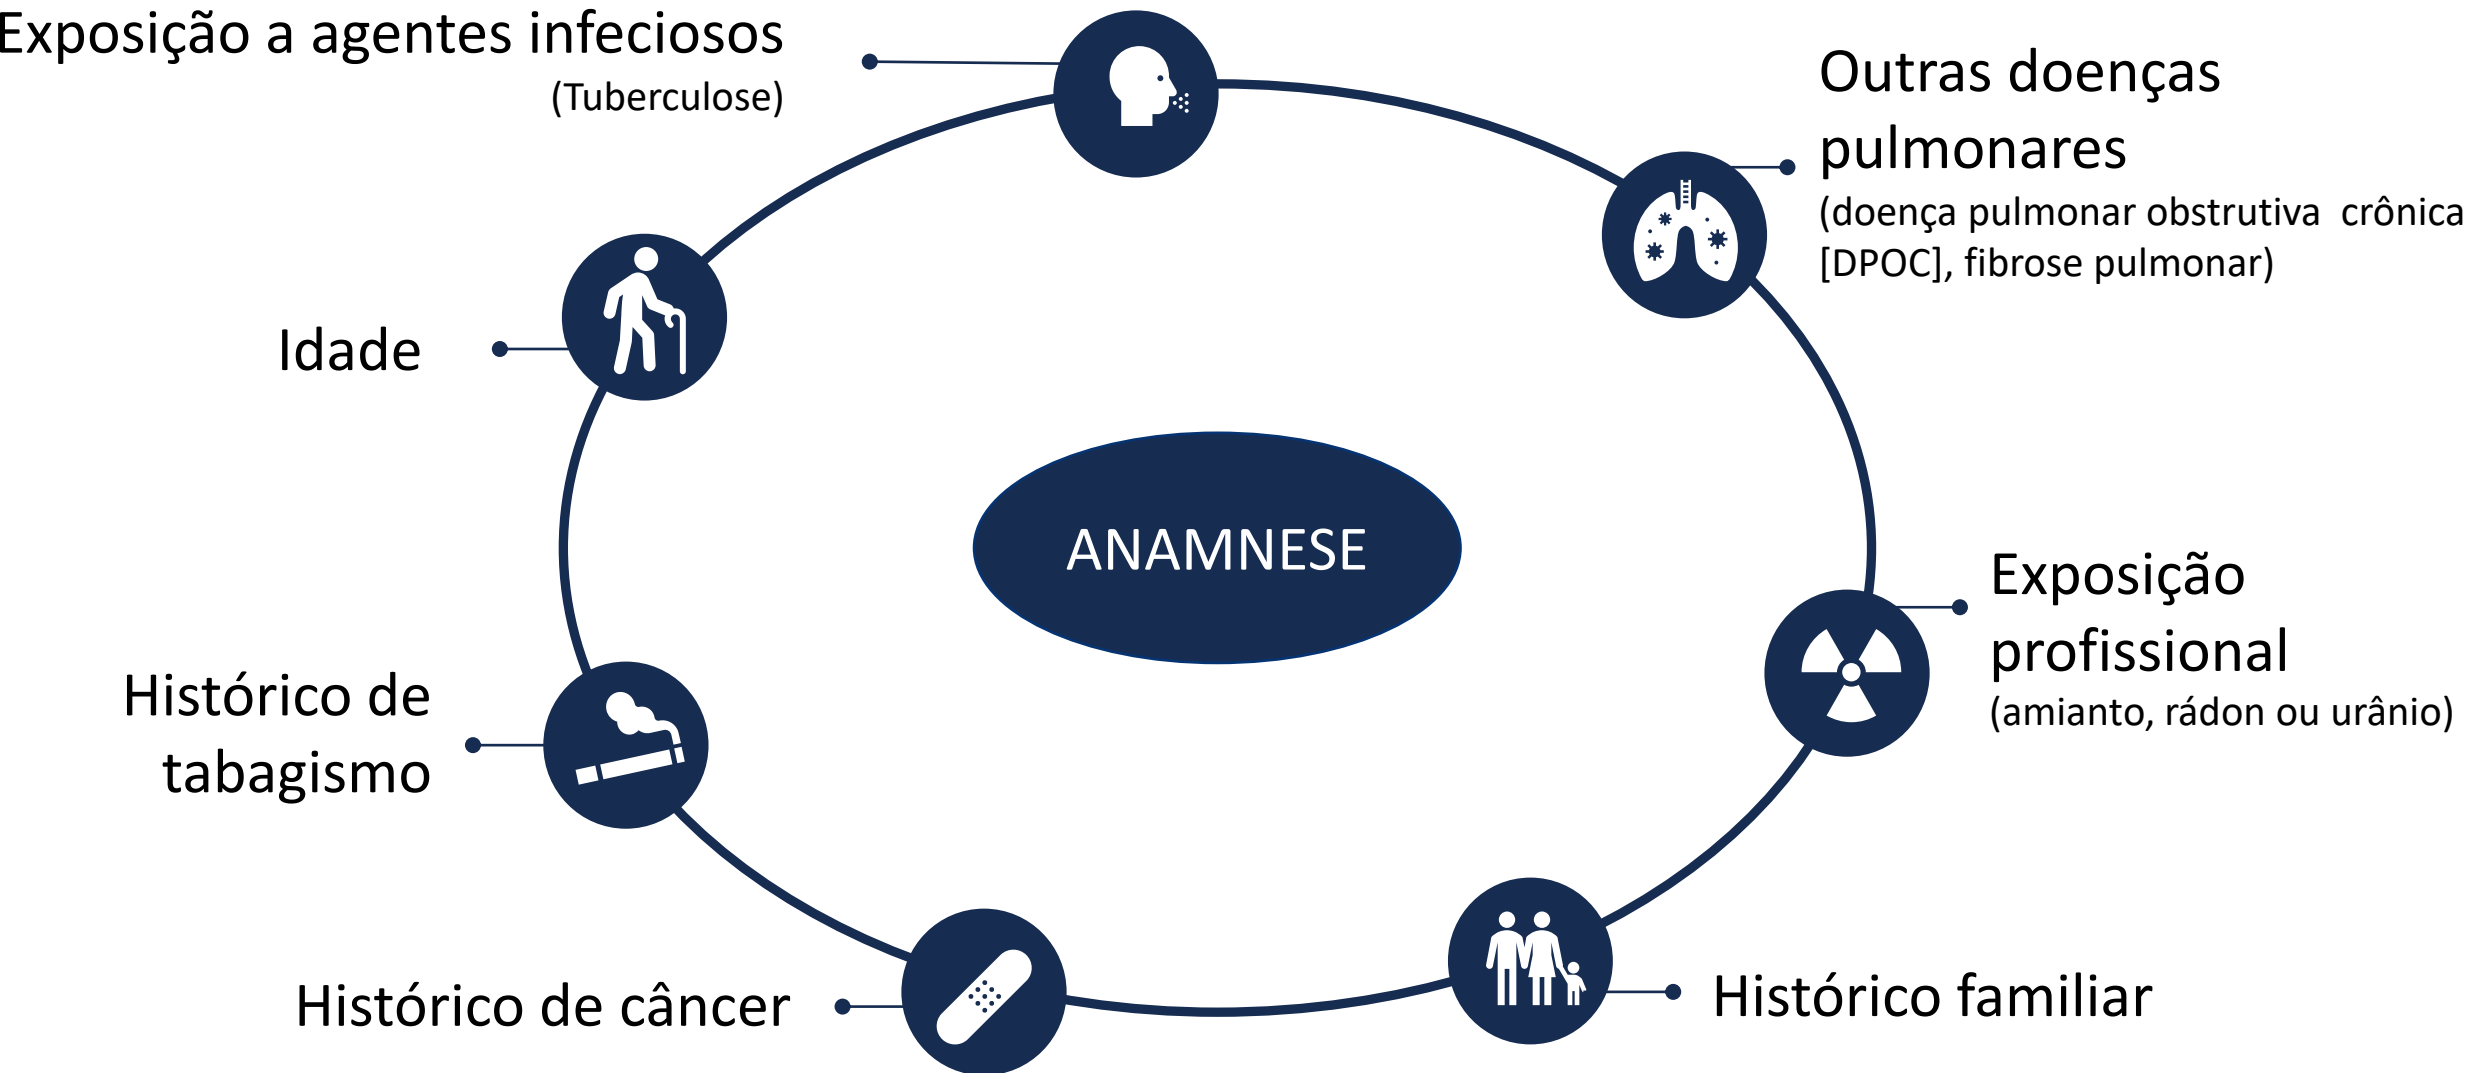 Exposição a agentes infeciosos
(Tuberculose)
Outras doenças
pulmonares
(doença pulmonar obstrutiva  crônica
[DPOC], fibrose pulmonar)
Idade
ANAMNESE
Exposição
profissional
(amianto, rádon ou urânio)
Histórico de
tabagismo
Histórico de câncer
Histórico familiar